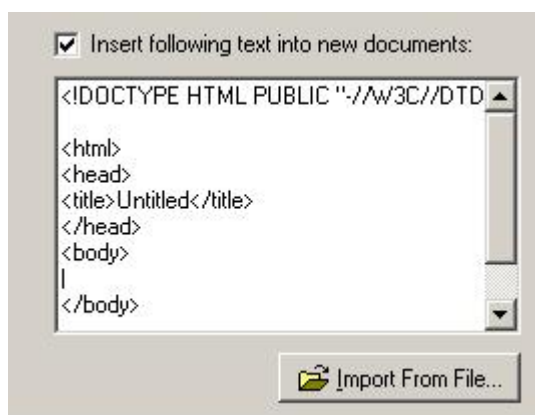 Insert following text into new documents:
<!DOCTYPE HTML PUBLIC "-//W3C//DTD
<html>
<head>
<title>Untitled</title>
</head>
<body>
|
</body>
Import From File...